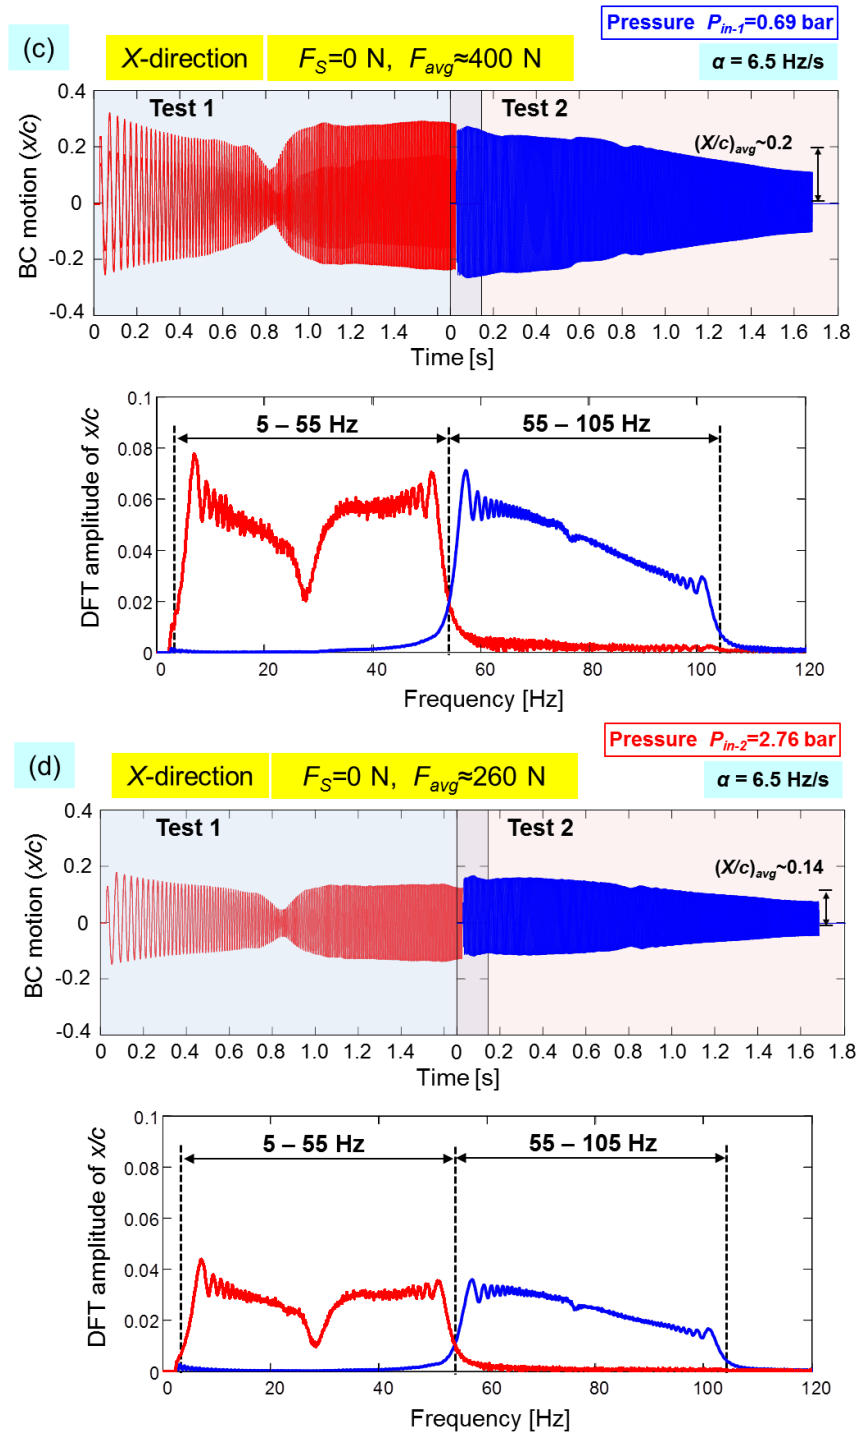 Pressure P_in-1=0.69 bar
(c)
X-direction
F_S=0 N, F_avg≈400 N
α = 6.5 Hz/s
Test 1
Test 2
(X/c)avg~0.2
BC motion (x/c)
0.4
0.2
0
-0.2
-0.4
0 0.2 0.4 0.6 0.8 1.0 1.2 1.4 0 0.2 0.4 0.6 0.8 1.0 1.2 1.4 1.6 1.8
Time [s]
DFT amplitude of x/c
0.1
0.08
0.06
0.04
0.02
0
5 – 55 Hz
55 – 105 Hz
0 20 40 60 80 100 120
Frequency [Hz]
Pressure P_in-2=2.76 bar
(d)
X-direction
F_S=0 N, F_avg≈260 N
α = 6.5 Hz/s
Test 1
Test 2
(X/c)avg~0.14
BC motion (x/c)
0.4
0.2
0
-0.2
-0.4
0 0.2 0.4 0.6 0.8 1.0 1.2 1.4 0 0.2 0.4 0.6 0.8 1.0 1.2 1.4 1.6 1.8
Time [s]
DFT amplitude of x/c
0.1
0.08
0.06
0.04
0.02
0
5 – 55 Hz
55 – 105 Hz
0 20 40 60 80 100 120
Frequency [Hz]